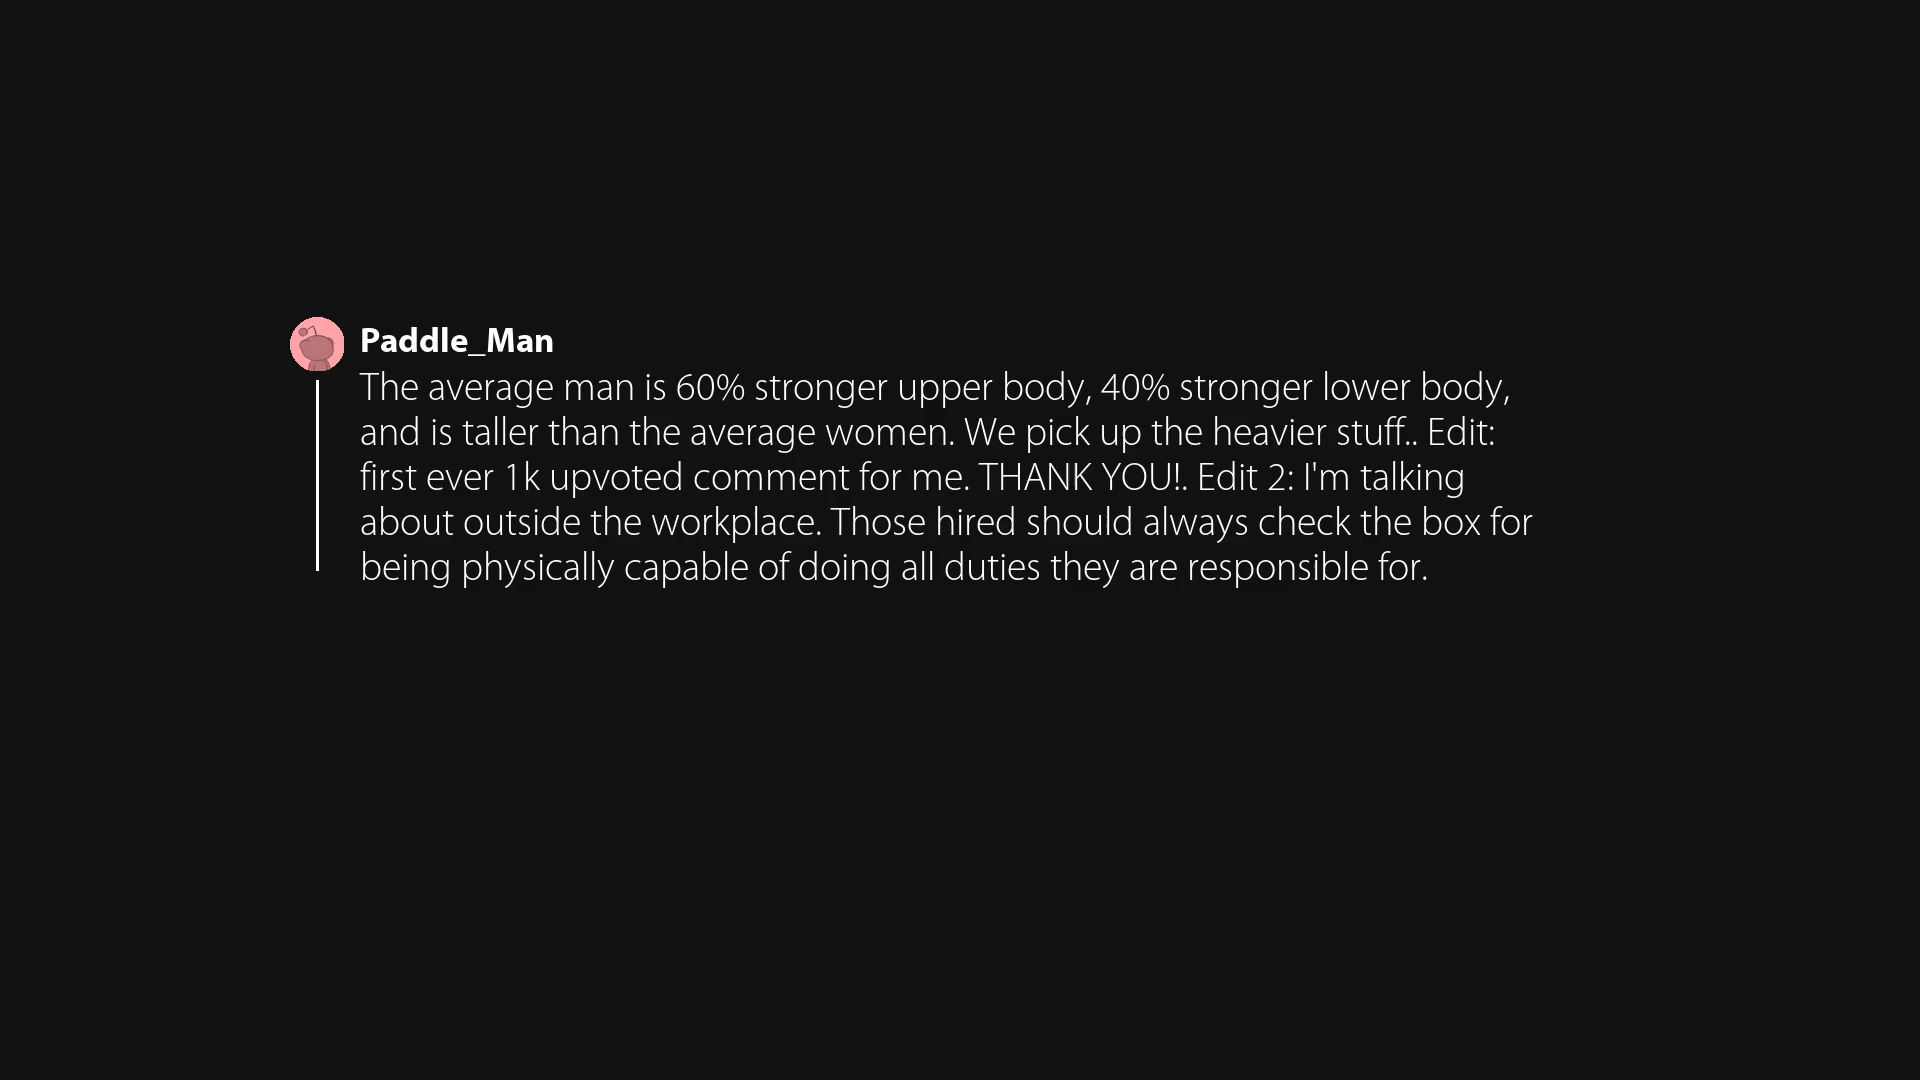 Paddle_Man
The average man is 60% stronger upper body, 40% stronger lower body,
and is taller than the average women. We pick up the heavier stuff.. Edit:
first ever 1k upvoted comment for me. THANK YOU!. Edit 2: I'm talking
about outside the workplace. Those hired should always check the box for
being physically capable of doing all duties they are responsible for.